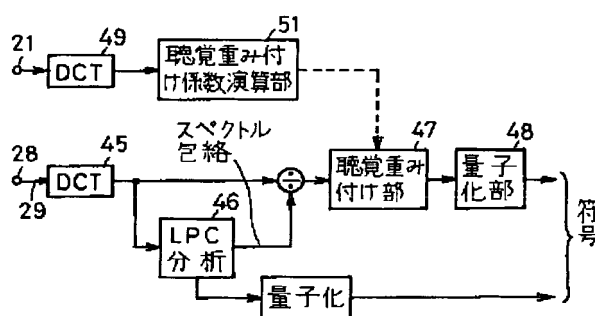 21
49
DCT
51
聴覚重み付
け係数演算部
28
29
45
DCT
スペクトル
包絡
÷
46
LPC
分析
47
聴覚重み
付け部
48
量子
化部
量子化
符号